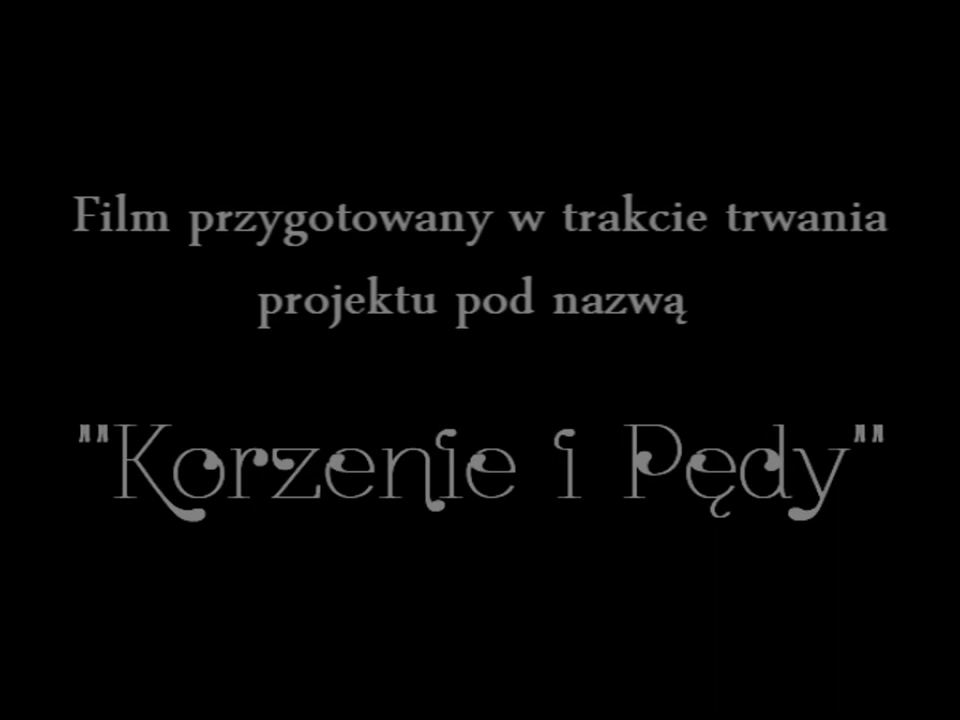 Film przygotowany w trakcie trwania
projektu pod nazwą
"Korzenie i Pędy"